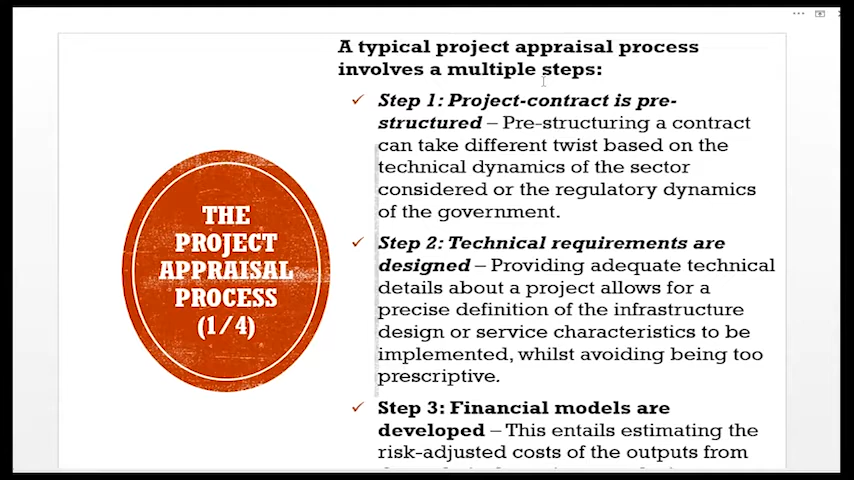 A typical project appraisal process
involves a multiple steps:
Step 1: Project-contract is pre-
structured – Pre-structuring a contract
can take different twist based on the
technical dynamics of the sector
considered or the regulatory dynamics
of the government.
THE
PROJECT
APPRAISAL
PROCESS
(1/4)
Step 2: Technical requirements are
designed – Providing adequate technical
details about a project allows for a
precise definition of the infrastructure
design or service characteristics to be
implemented, whilst avoiding being too
prescriptive.
Step 3: Financial models are
developed – This entails estimating the
risk-adjusted costs of the outputs from